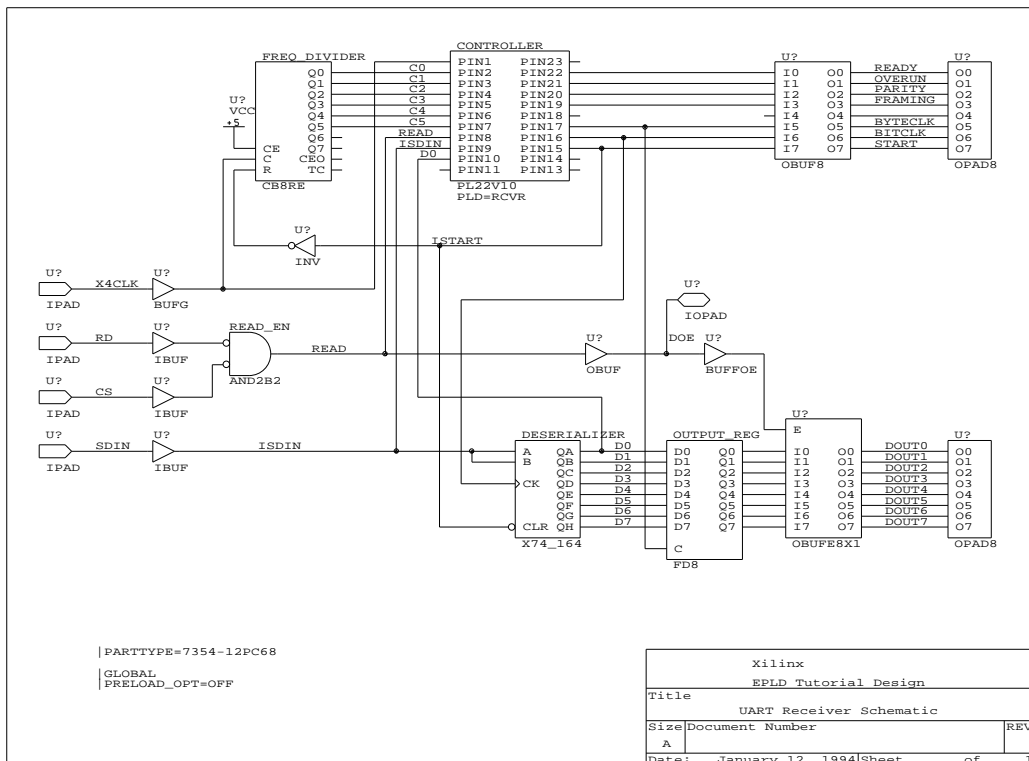 FREQ_DIVIDER
Q0
Q1
Q2
Q3
Q4
Q5
Q6
Q7
CE
C
R
CEO
TC
CB8RE
U?
VCC
+5
C0
C1
C2
C3
C4
C5
READ
ISDIN
D0
CONTROLLER
PIN1
PIN2
PIN3
PIN4
PIN5
PIN6
PIN7
PIN8
PIN9
PIN10
PIN11
PIN23
PIN22
PIN21
PIN20
PIN19
PIN18
PIN17
PIN16
PIN15
PIN14
PIN13
PL22V10
PLD=RCVR
U?
I0 O0
I1 O1
I2 O2
I3 O3
I4 O4
I5 O5
I6 O6
I7 O7
OBUF8
READY
OVERUN
PARITY
FRAMING
BYTECLK
BITCLK
START
U?
O0
O1
O2
O3
O4
O5
O6
O7
OPAD8
U?
INV
ISTART
U?
IPAD
X4CLK
U?
BUFG
U?
IPAD
RD
U?
IBUF
READ_EN
AND2B2
READ
U?
IPAD
CS
U?
IBUF
U?
OBUF
DOE
U?
IOPAD
U?
BUFFOE
U?
IPAD
SDIN
U?
IBUF
ISDIN
DESERIALIZER
A QA
B QB
QC
CK QD
QE
QF
QG
CLR QH
X74_164
D0
D1
D2
D3
D4
D5
D6
D7
OUTPUT_REG
D0 Q0
D1 Q1
D2 Q2
D3 Q3
D4 Q4
D5 Q5
D6 Q6
D7 Q7
C
FD8
U?
E
I0 O0
I1 O1
I2 O2
I3 O3
I4 O4
I5 O5
I6 O6
I7 O7
OBUFE8X1
DOUT0
DOUT1
DOUT2
DOUT3
DOUT4
DOUT5
DOUT6
DOUT7
U?
O0
O1
O2
O3
O4
O5
O6
O7
OPAD8
|PARTTYPE=7354-12PC68
|GLOBAL
|PRELOAD_OPT=OFF
Xilinx
EPLD Tutorial Design
Title
UART Receiver Schematic
Size Document Number REV
A
Date: January 12, 1994 Sheet of 1